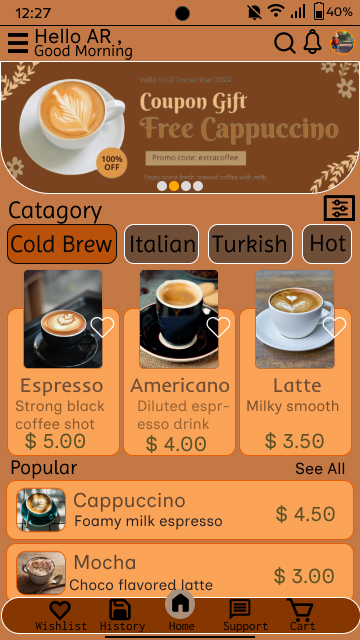 12:27
40%
Hello AR ,
Good Morning
Valid until December 2022
Coupon Gift
Free Cappuccino
100%
OFF
Promo code: extracoffee
Enjoy some fresh brewed coffee with milk.
Catagory
Cold Brew
Italian
Turkish
Hot
Espresso
Strong black
coffee shot
$ 5.00
Americano
Diluted espr-
esso drink
$ 4.00
Latte
Milky smooth
$ 3.50
Popular
See All
Cappuccino
Foamy milk espresso
$ 4.50
Mocha
Choco flavored latte
$ 3.00
Wishlist
History
Home
Support
Cart